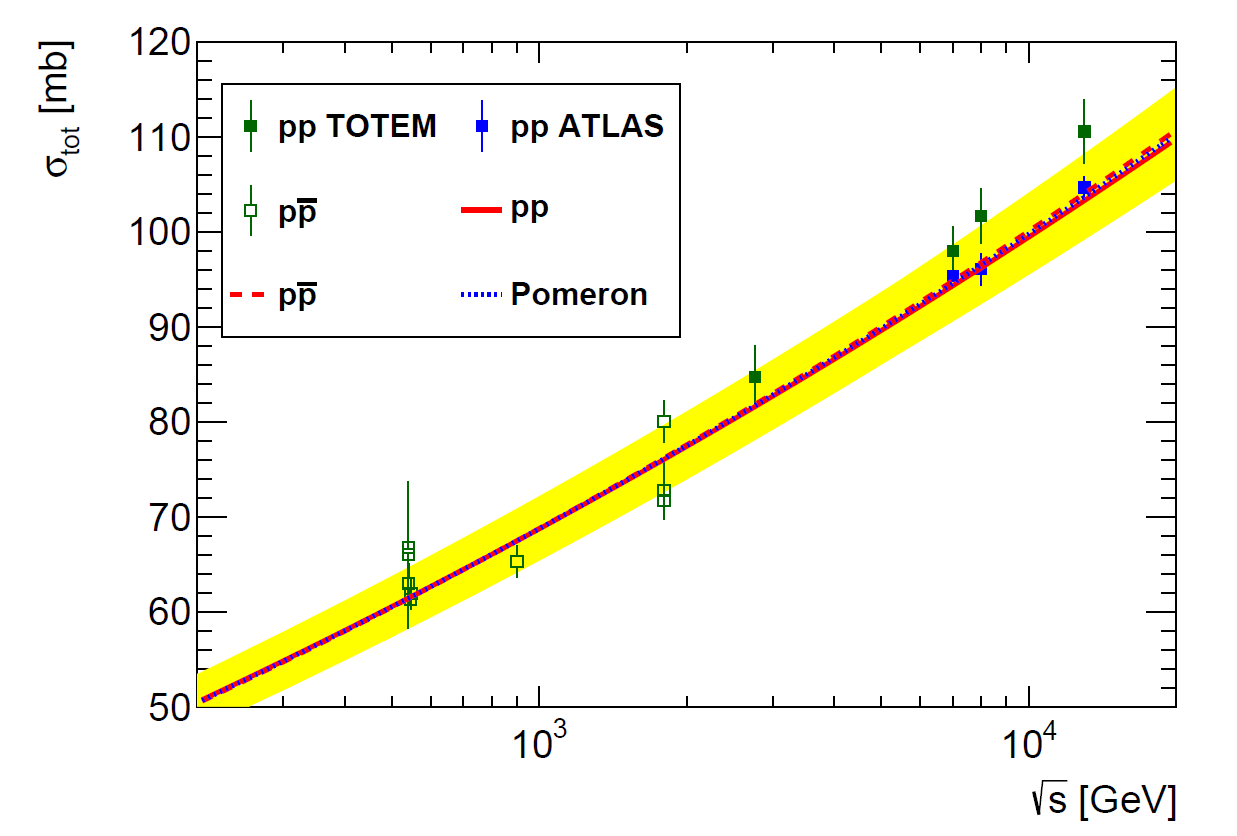 σtot [mb]
120
110
100
90
80
70
60
50
pp TOTEM
pp ATLAS
pp̅
pp
pp̅
Pomeron
10³
10⁴
√s [GeV]